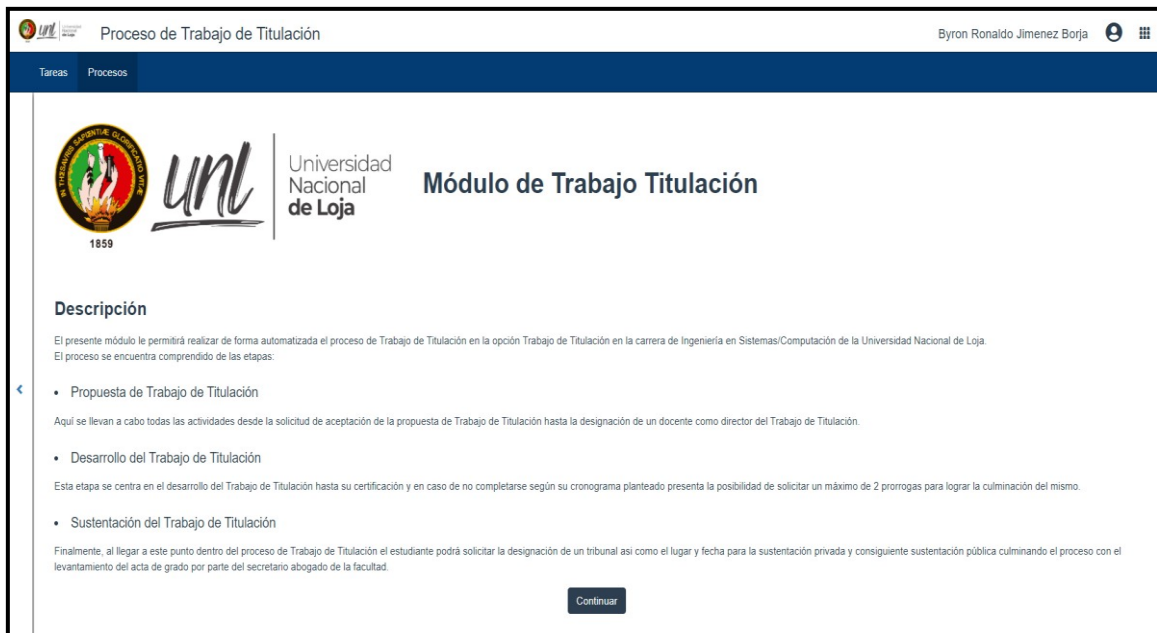 unl
Proceso de Trabajo de Titulación
Byron Ronaldo Jimenez Borja
Tareas
Procesos
IN THESAVRIS SAPIENTIÆ GLORIFICATIO VITÆ
1859
unl
Universidad
Nacional
de Loja
Módulo de Trabajo Titulación
Descripción
El presente módulo le permitirá realizar de forma automatizada el proceso de Trabajo de Titulación en la opción Trabajo de Titulación en la carrera de Ingeniería en Sistemas/Computación de la Universidad Nacional de Loja.
El proceso se encuentra comprendido de las etapas:
• Propuesta de Trabajo de Titulación
Aquí se llevan a cabo todas las actividades desde la solicitud de aceptación de la propuesta de Trabajo de Titulación hasta la designación de un docente como director del Trabajo de Titulación.
• Desarrollo del Trabajo de Titulación
Esta etapa se centra en el desarrollo del Trabajo de Titulación hasta su certificación y en caso de no completarse según su cronograma planteado presenta la posibilidad de solicitar un máximo de 2 prorrogas para lograr la culminación del mismo.
• Sustentación del Trabajo de Titulación
Finalmente, al llegar a este punto dentro del proceso de Trabajo de Titulación el estudiante podrá solicitar la designación de un tribunal asi como el lugar y fecha para la sustentación privada y consiguiente sustentación pública culminando el proceso con el
levantamiento del acta de grado por parte del secretario abogado de la facultad.
Continuar